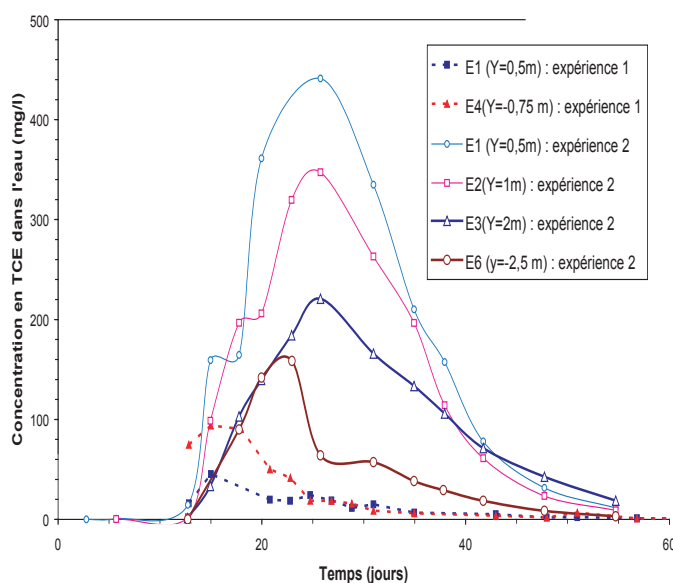 Concentration en TCE dans l'eau (mg/l)
500
400
300
200
100
0
0
20
40
60
Temps (jours)
E1 (Y=0,5m) : expérience 1
E4(Y=-0,75 m) : expérience 1
E1 (Y=0,5m) : expérience 2
E2(Y=1m) : expérience 2
E3(Y=2m) : expérience 2
E6 (y=-2,5 m) : expérience 2